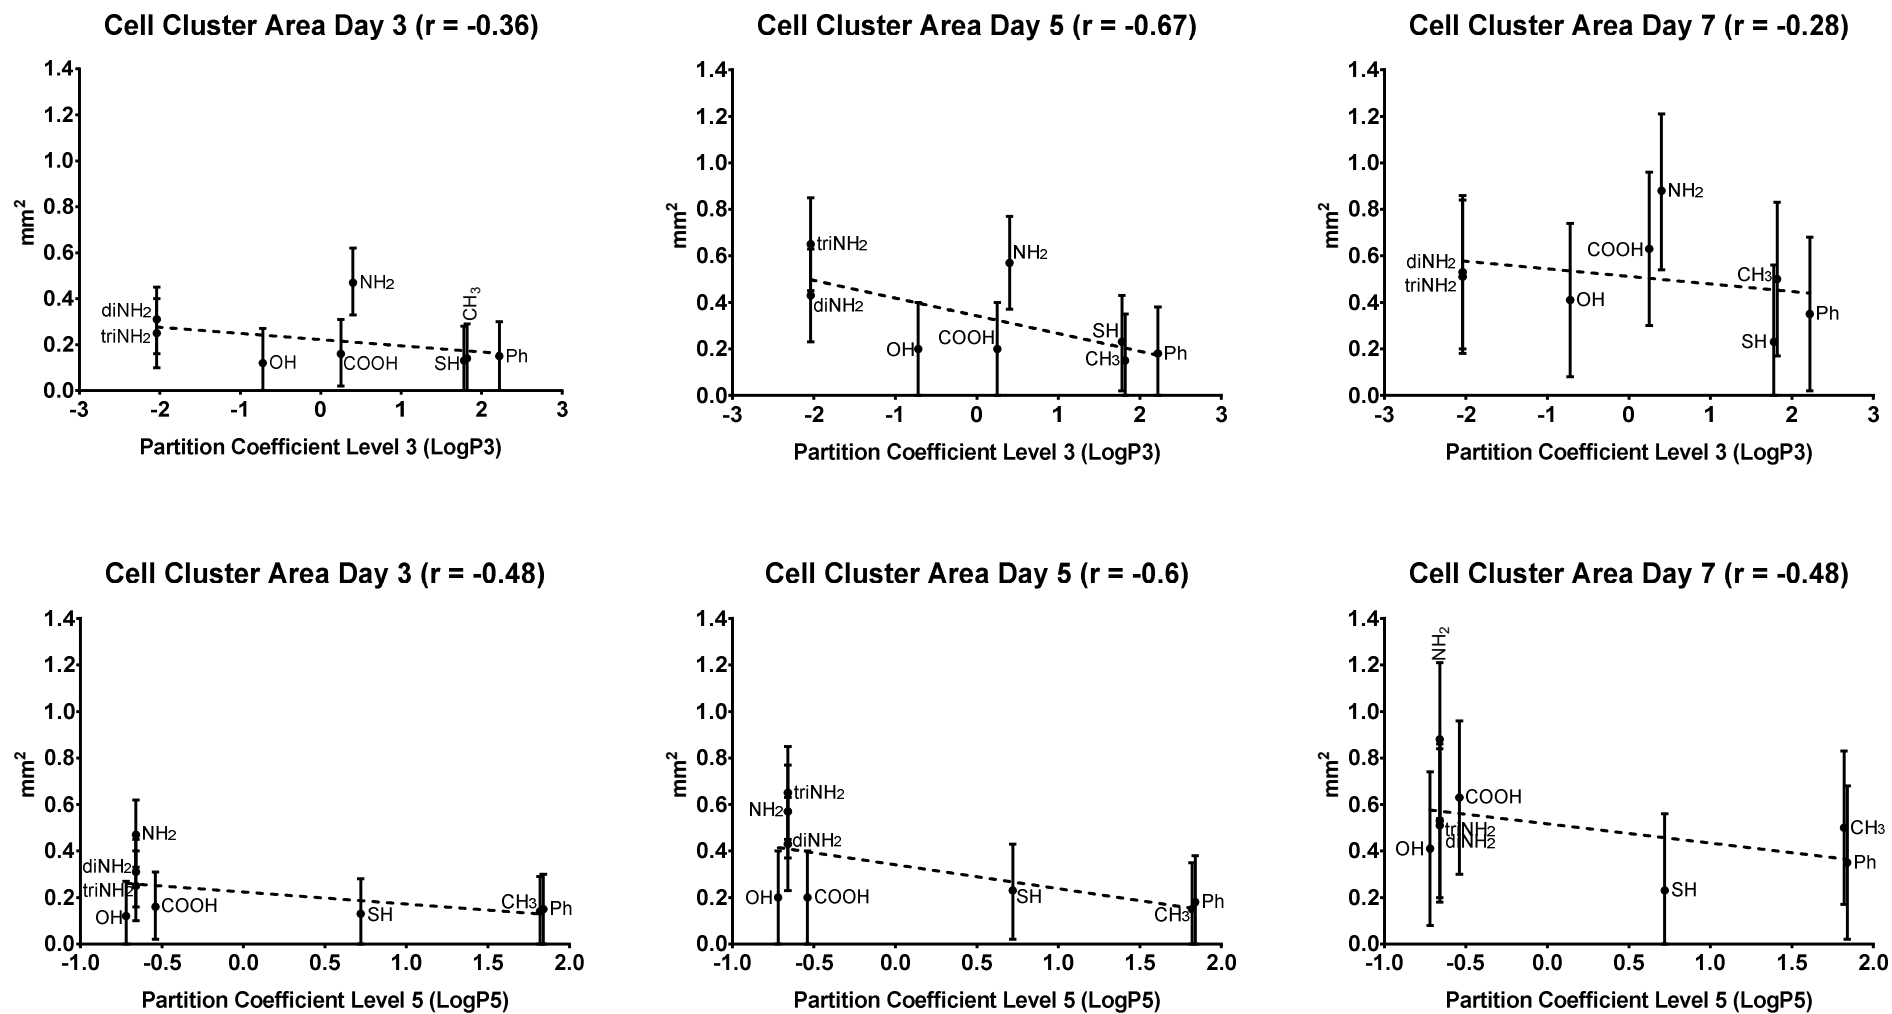 Cell Cluster Area Day 3 (r = -0.36)
1.4
1.2
1.0
0.8
0.6
0.4
0.2
0.0
mm²
diNH₂
triNH₂
OH
NH₂
COOH
CH₃
SH
Ph
-3 -2 -1 0 1 2 3
Partition Coefficient Level 3 (LogP3)
Cell Cluster Area Day 5 (r = -0.67)
1.4
1.2
1.0
0.8
0.6
0.4
0.2
0.0
mm²
triNH₂
diNH₂
OH
NH₂
COOH
SH
CH₃
Ph
-3 -2 -1 0 1 2 3
Partition Coefficient Level 3 (LogP3)
Cell Cluster Area Day 7 (r = -0.28)
1.4
1.2
1.0
0.8
0.6
0.4
0.2
0.0
mm²
diNH₂
triNH₂
OH
NH₂
COOH
CH₃
SH
Ph
-3 -2 -1 0 1 2 3
Partition Coefficient Level 3 (LogP3)
Cell Cluster Area Day 3 (r = -0.48)
1.4
1.2
1.0
0.8
0.6
0.4
0.2
0.0
mm²
NH₂
diNH₂
triNH₂
OH
COOH
SH
CH₃
Ph
-1.0 -0.5 0.0 0.5 1.0 1.5 2.0
Partition Coefficient Level 5 (LogP5)
Cell Cluster Area Day 5 (r = -0.6)
1.4
1.2
1.0
0.8
0.6
0.4
0.2
0.0
mm²
triNH₂
NH₂
diNH₂
OH
COOH
SH
CH₃
Ph
-1.0 -0.5 0.0 0.5 1.0 1.5 2.0
Partition Coefficient Level 5 (LogP5)
Cell Cluster Area Day 7 (r = -0.48)
1.4
1.2
1.0
0.8
0.6
0.4
0.2
0.0
mm²
NH₂
COOH
triNH₂
diNH₂
OH
SH
CH₃
Ph
-1.0 -0.5 0.0 0.5 1.0 1.5 2.0
Partition Coefficient Level 5 (LogP5)